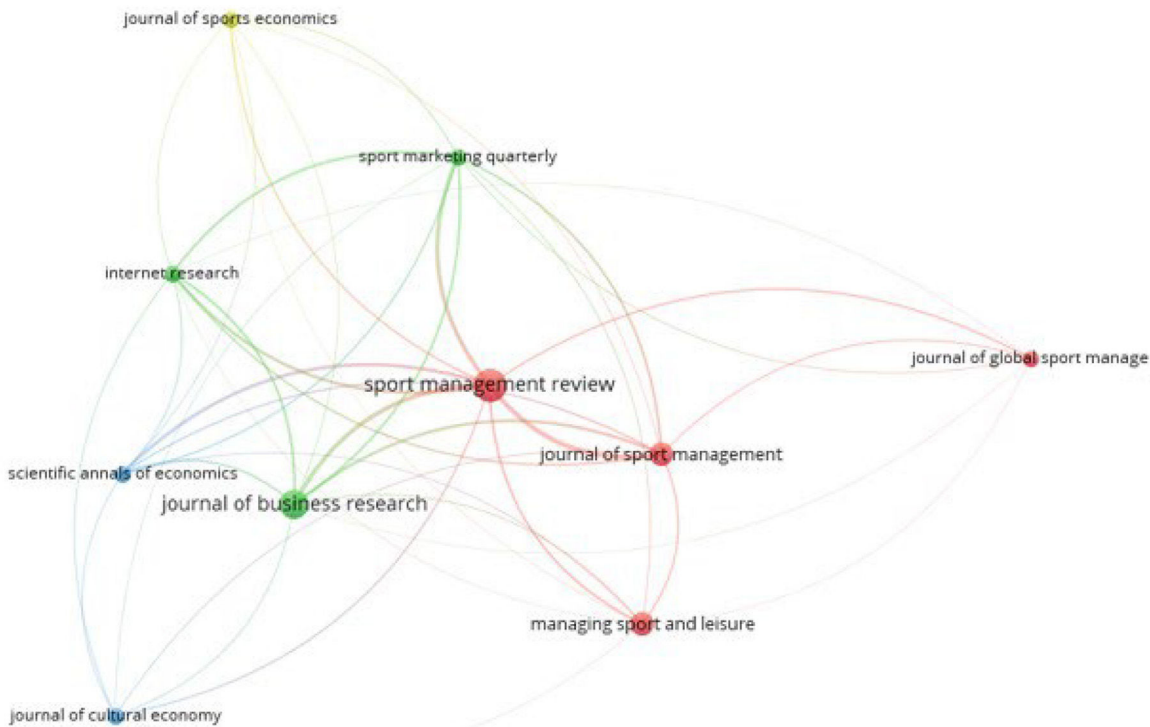 journal of sports economics
sport marketing quarterly
internet research
journal of global sport manage
sport management review
journal of sport management
scientific annals of economics
journal of business research
managing sport and leisure
journal of cultural economy